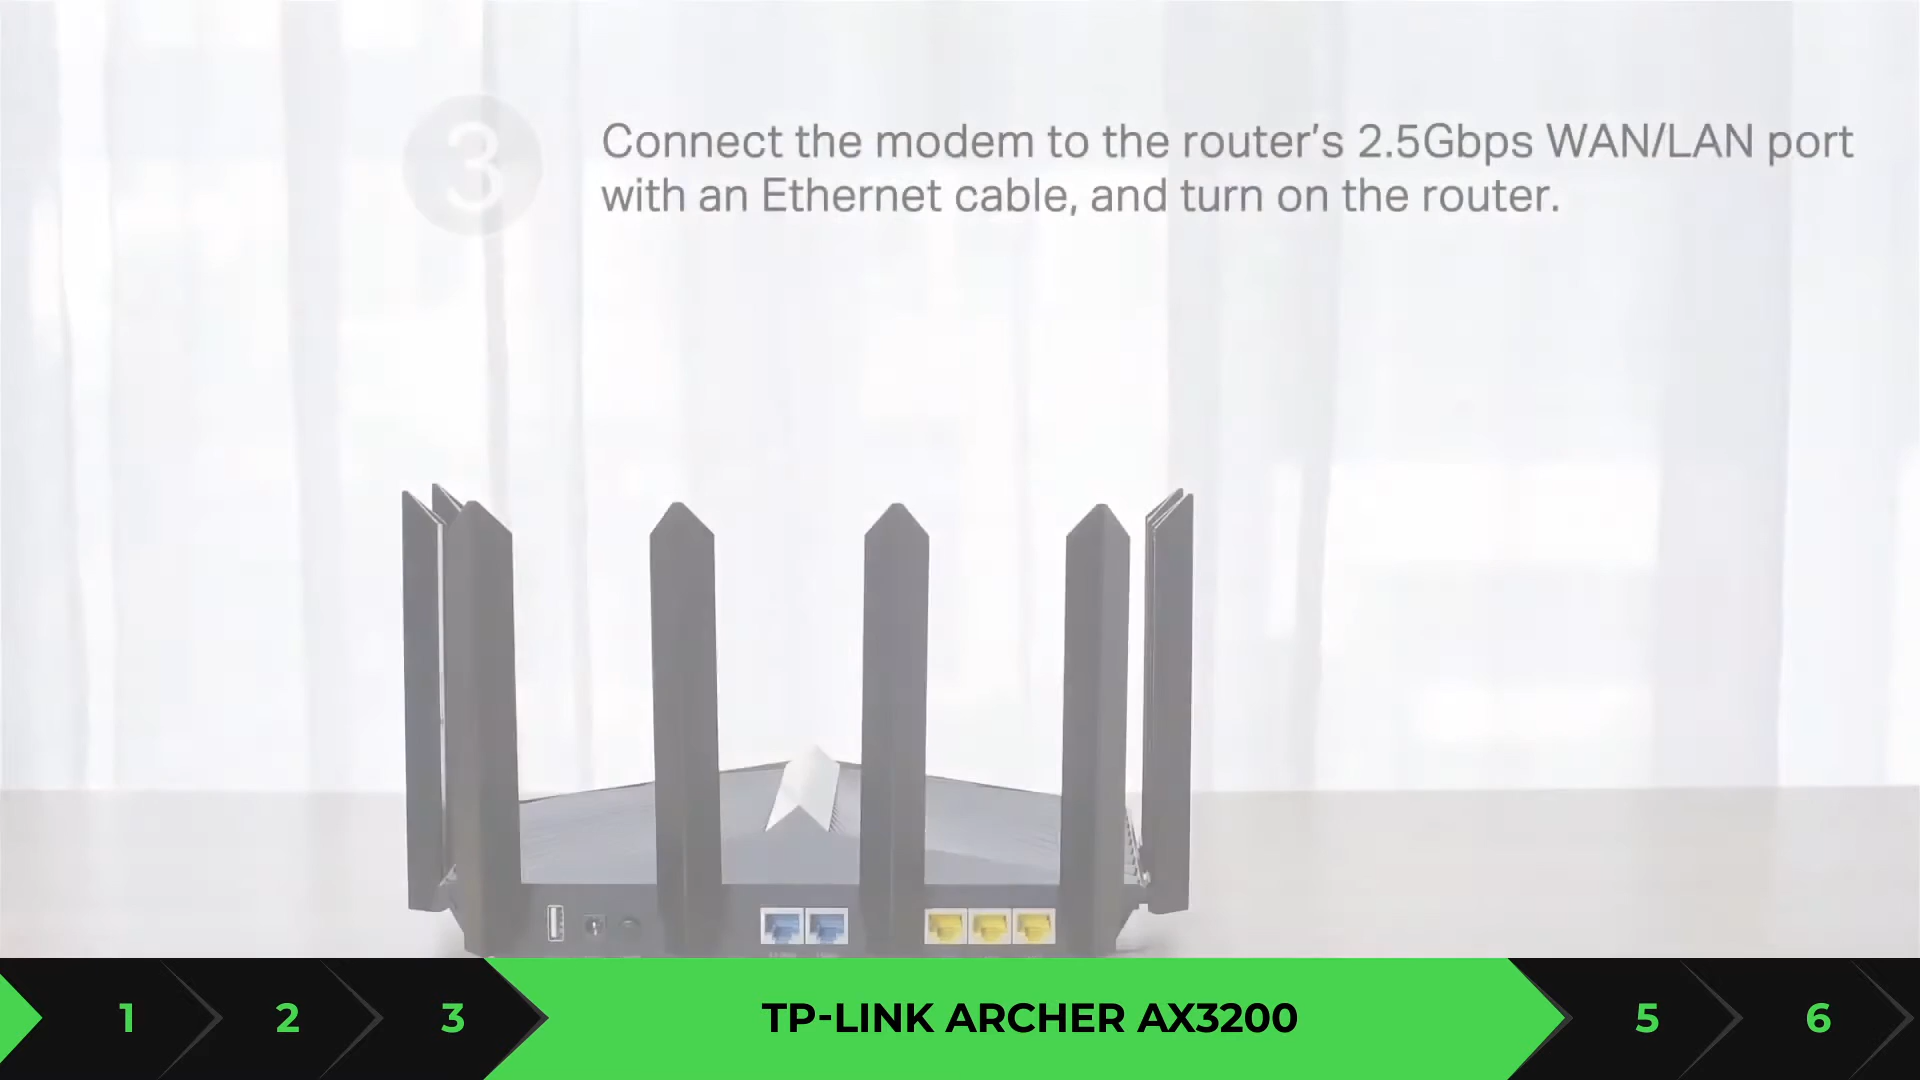 3
Connect the modem to the router's 2.5Gbps WAN/LAN port
with an Ethernet cable, and turn on the router.
1
2
3
TP-LINK ARCHER AX3200
5
6